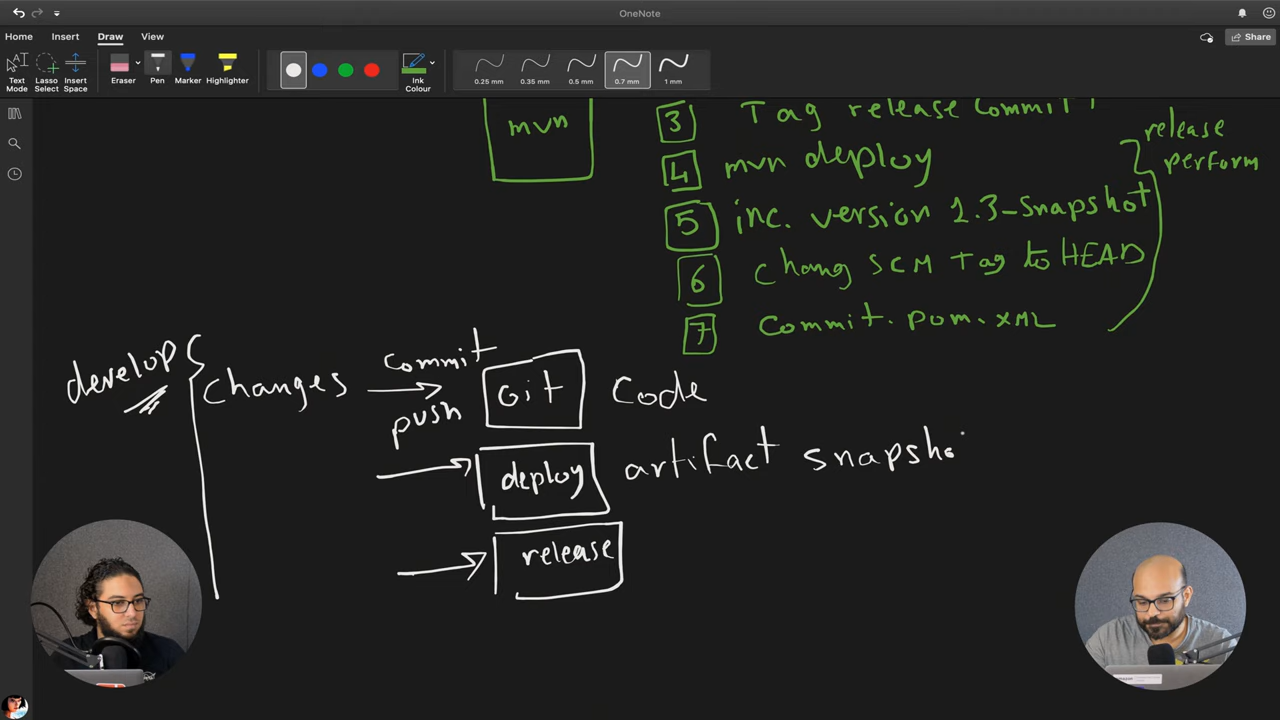 OneNote
Home Insert Draw View
Share
Text Mode
Lasso Select
Insert Space
Eraser
Pen
Marker
Highlighter
Ink Colour
0.25 mm
0.35 mm
0.5 mm
0.7 mm
1 mm
mvn
3 Tag release commit
4 mvn deploy
5 inc. version 1.3-Snapshot
6 Chang SCM Tag to HEAD
7 Commit. pom. XML
release
perform
develop
Changes
Commit
push
Git
Code
deploy
artifact snapsho
release